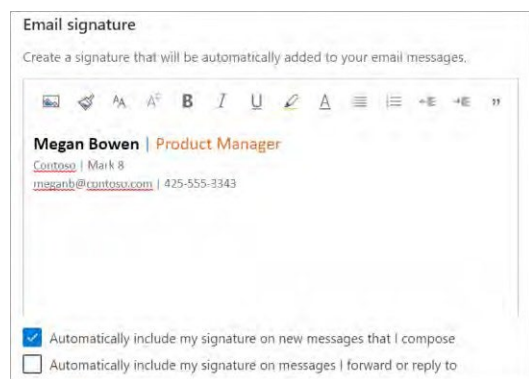 Email signature
Create a signature that will be automatically added to your email messages.
B I U A
Megan Bowen | Product Manager
Contoso | Mark 8
meganb@contoso.com | 425-555-3343
Automatically include my signature on new messages that I compose
Automatically include my signature on messages I forward or reply to